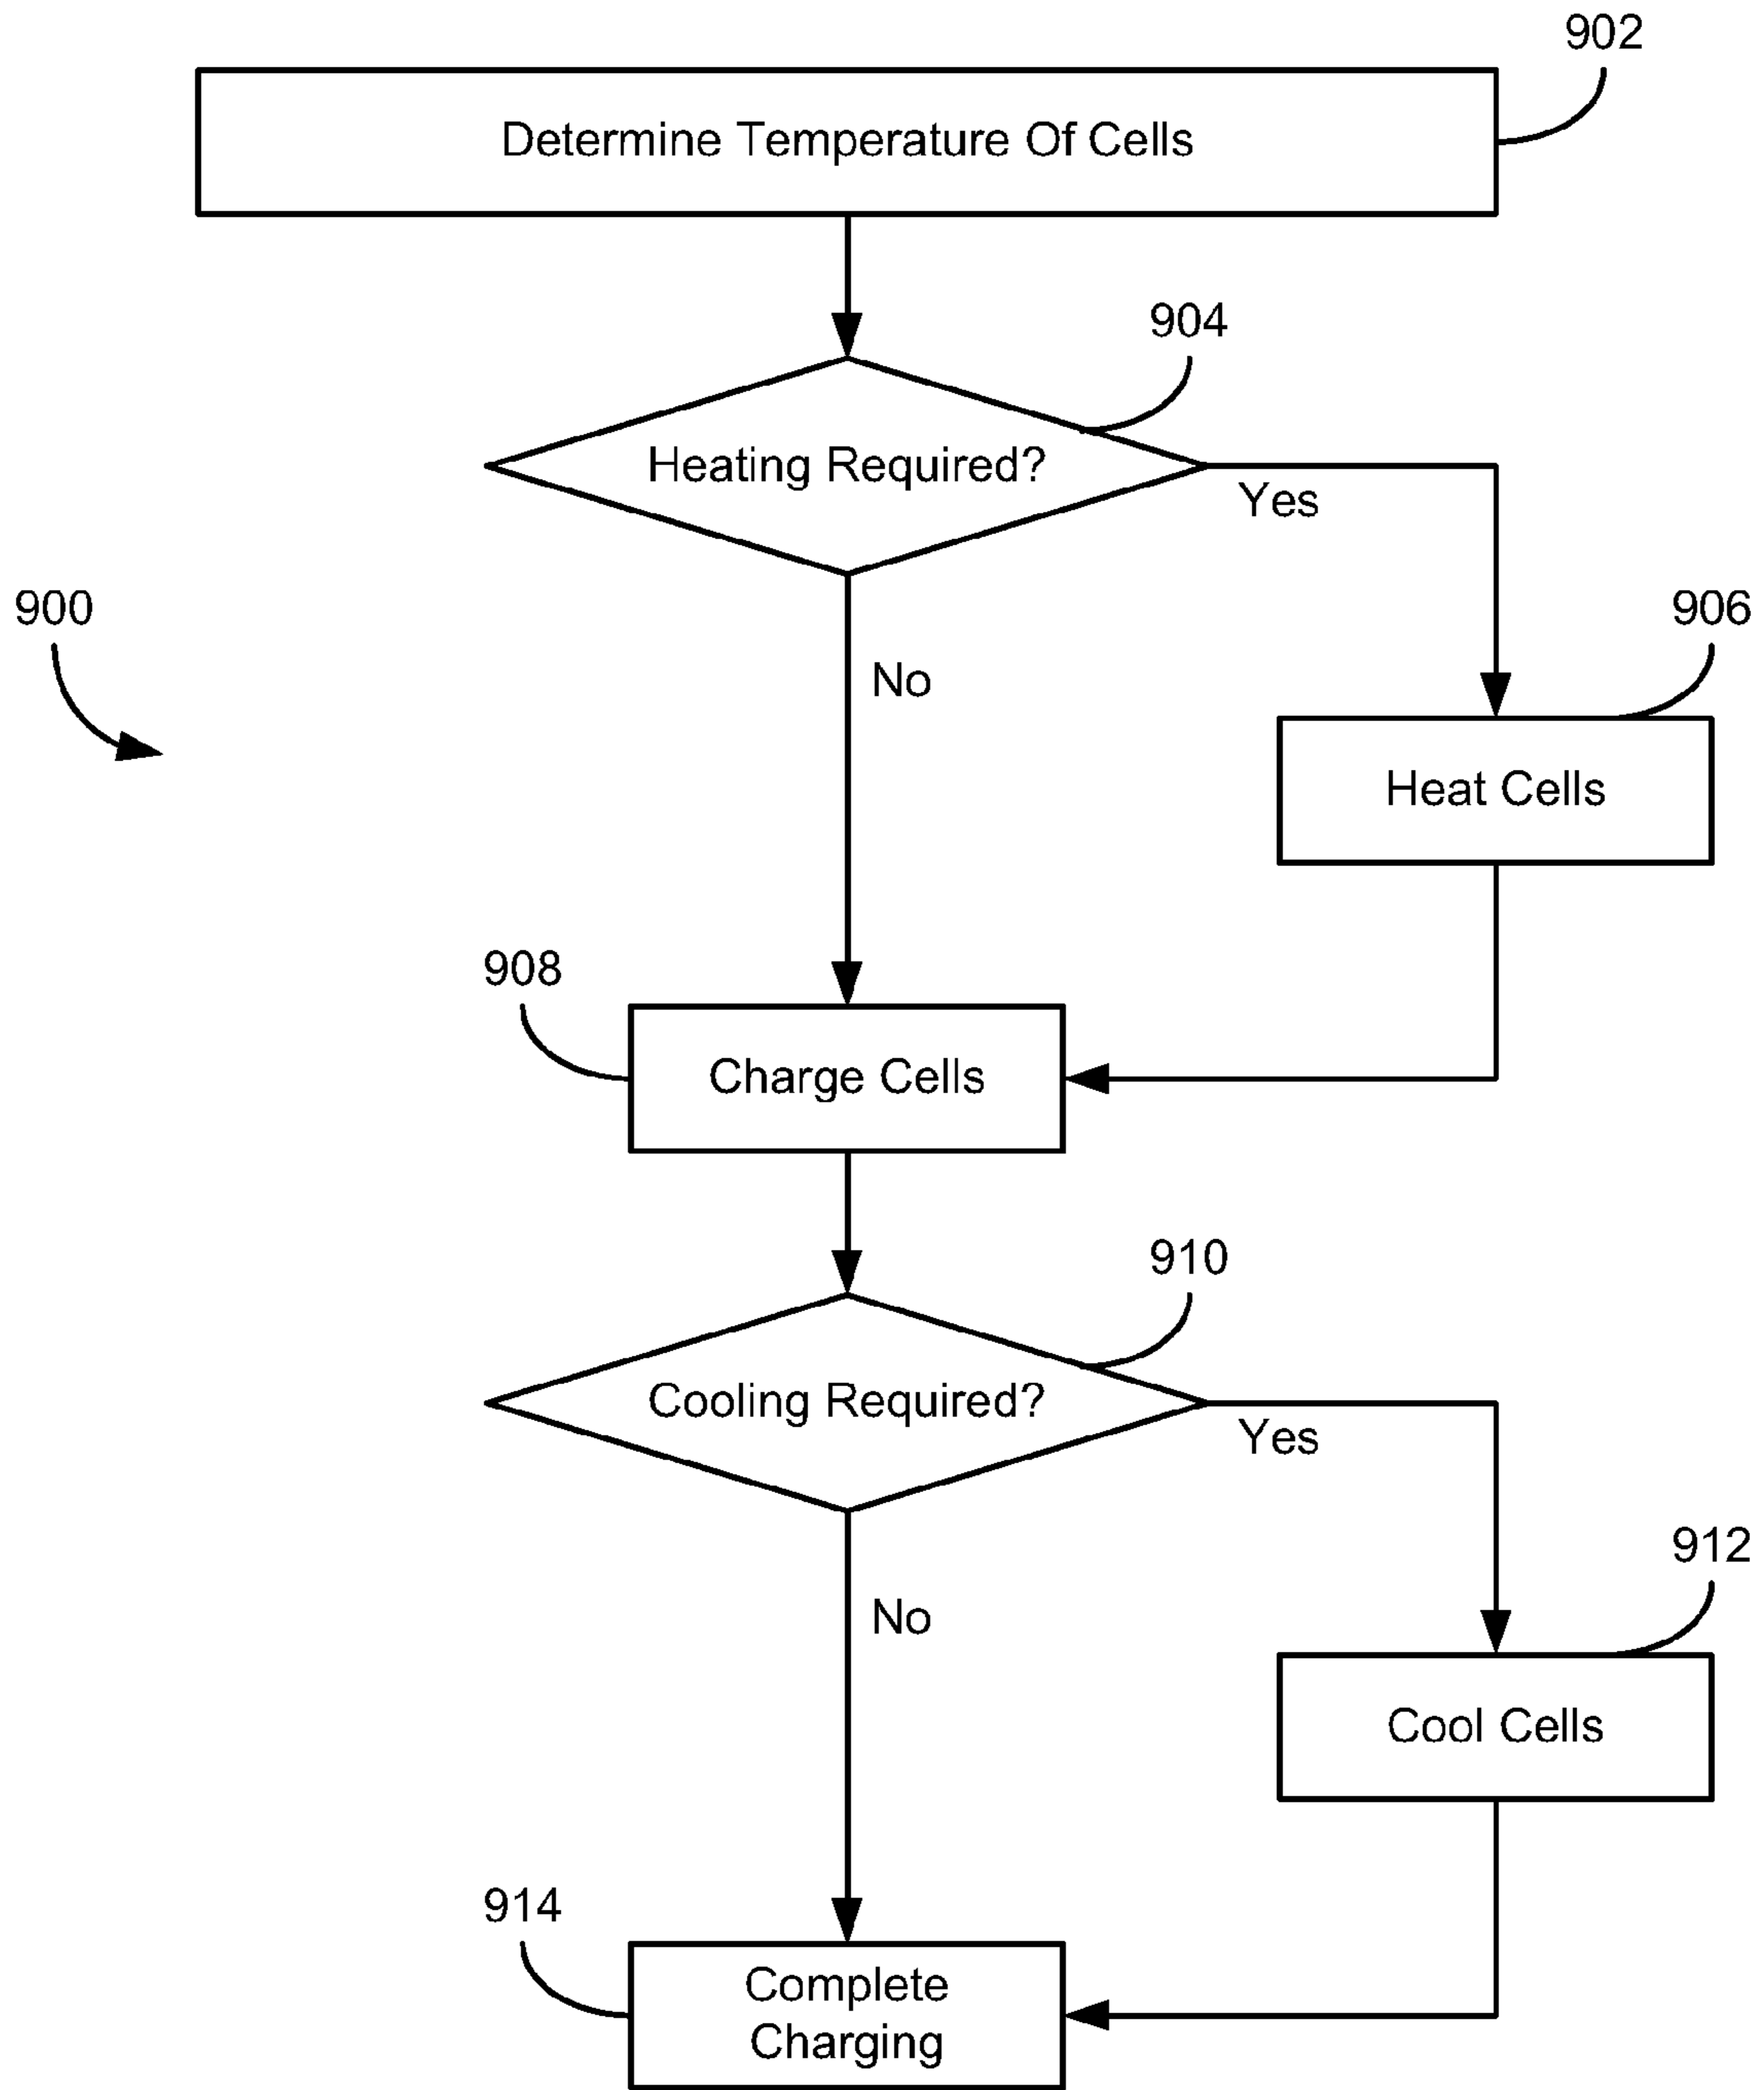 902
Determine Temperature Of Cells
904
Heating Required?
Yes
900
906
No
Heat Cells
908
Charge Cells
910
Cooling Required?
Yes
912
No
Cool Cells
914
Complete
Charging